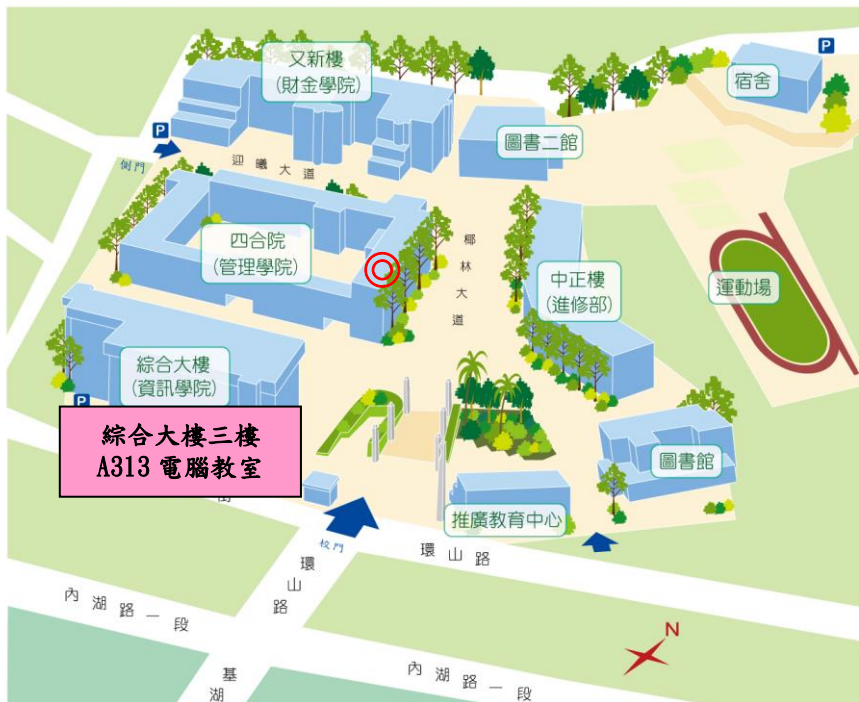 又新樓
(財金學院)
P
宿舍
圖書二館
P
側門
迎曦大道
四合院
(管理學院)
椰林大道
中正樓
(進修部)
運動場
綜合大樓
(資訊學院)
P
綜合大樓三樓
A313 電腦教室
圖書館
推廣教育中心
街
校門
環山路
環山路
內湖路一段
N
基湖
內湖路一段